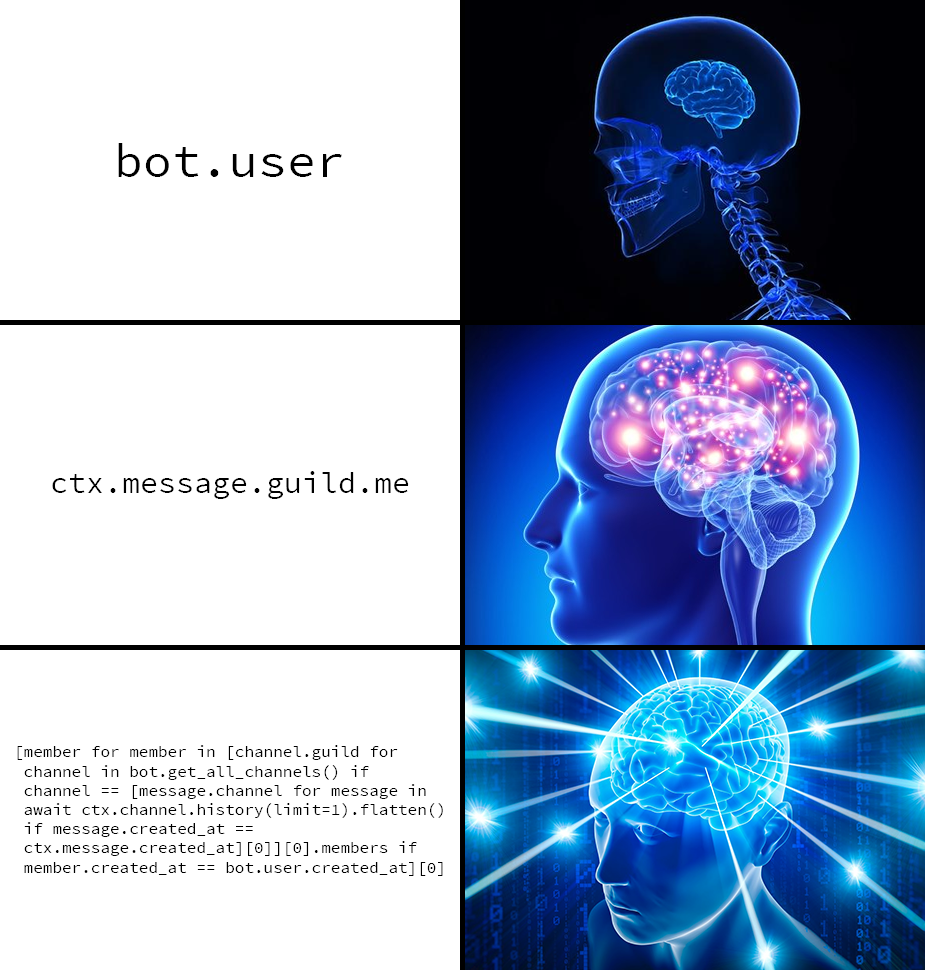 bot.user
ctx.message.guild.me
[member for member in [channel.guild for
channel in bot.get_all_channels() if
channel == [message.channel for message in
await ctx.channel.history(limit=1).flatten()
if message.created_at ==
ctx.message.created_at][0]][0].members if
member.created_at == bot.user.created_at][0]